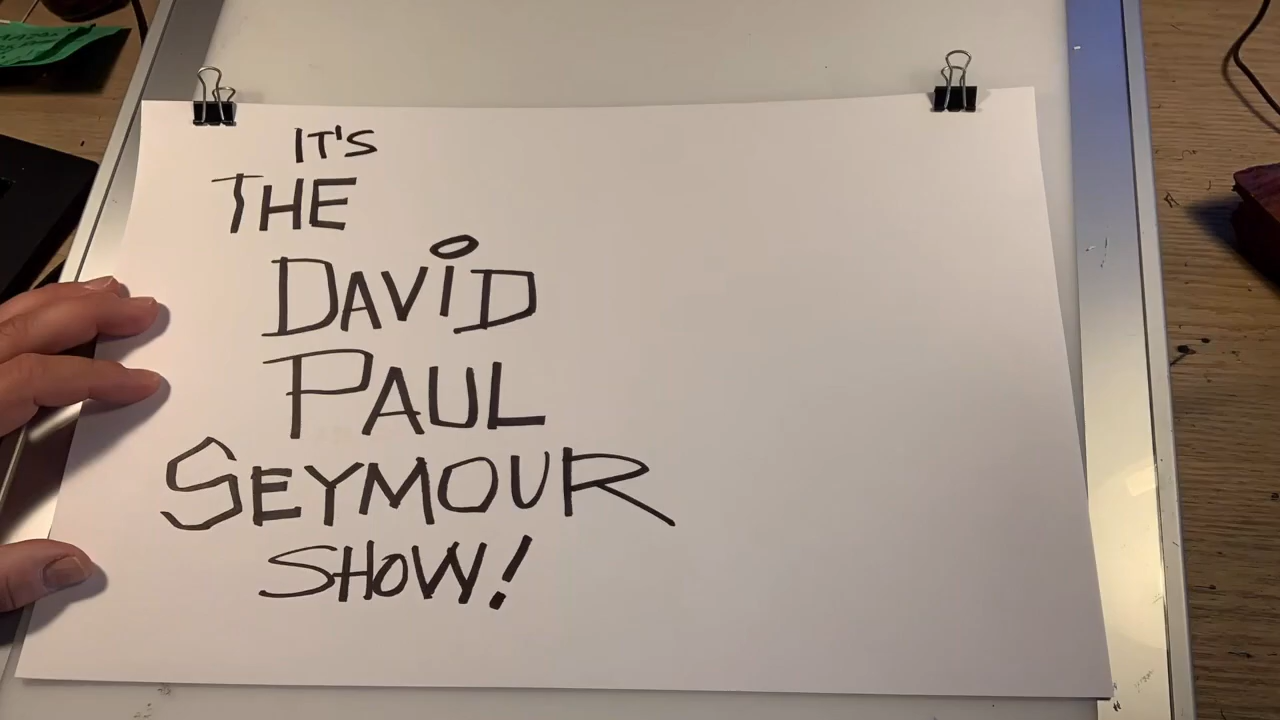 IT'S
THE
DAViD
PAUL
SEYMOUR
SHOW!